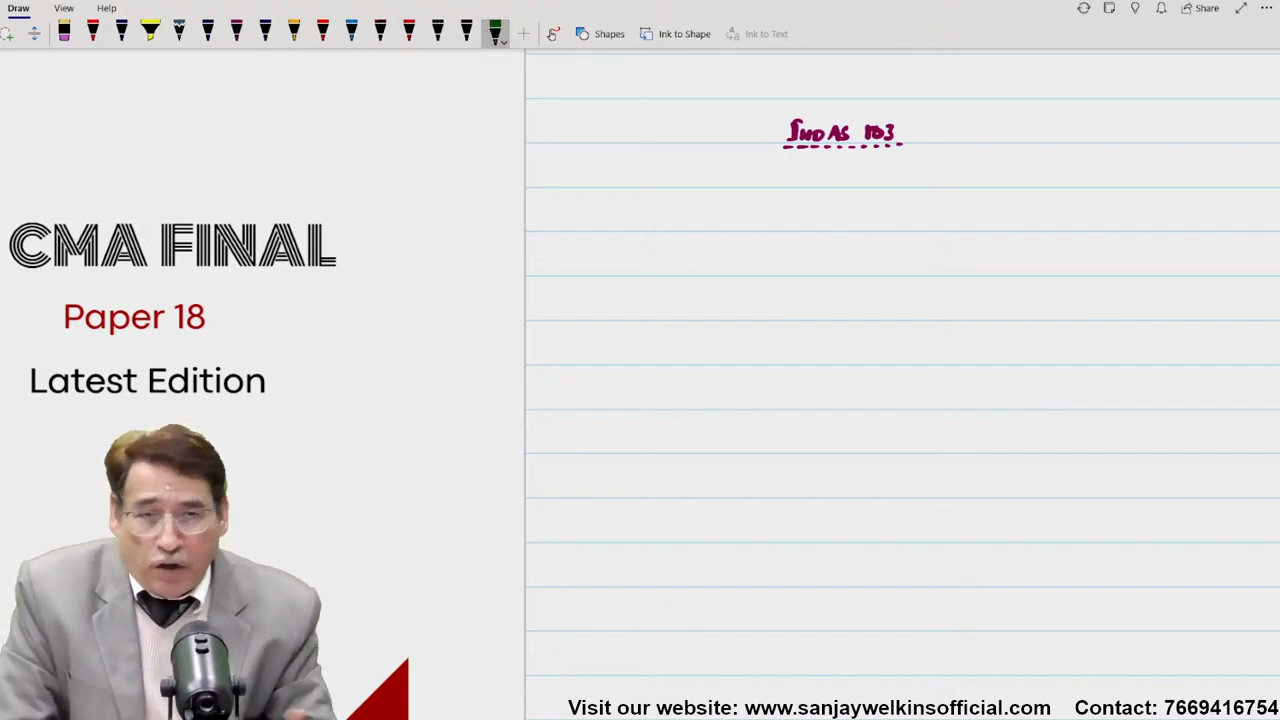 Draw View Help
Share
Shapes Ink to Shape Ink to Text
IND AS 103
CMA FINAL
Paper 18
Latest Edition
Visit our website: www.sanjaywelkinsofficial.com Contact: 7669416754